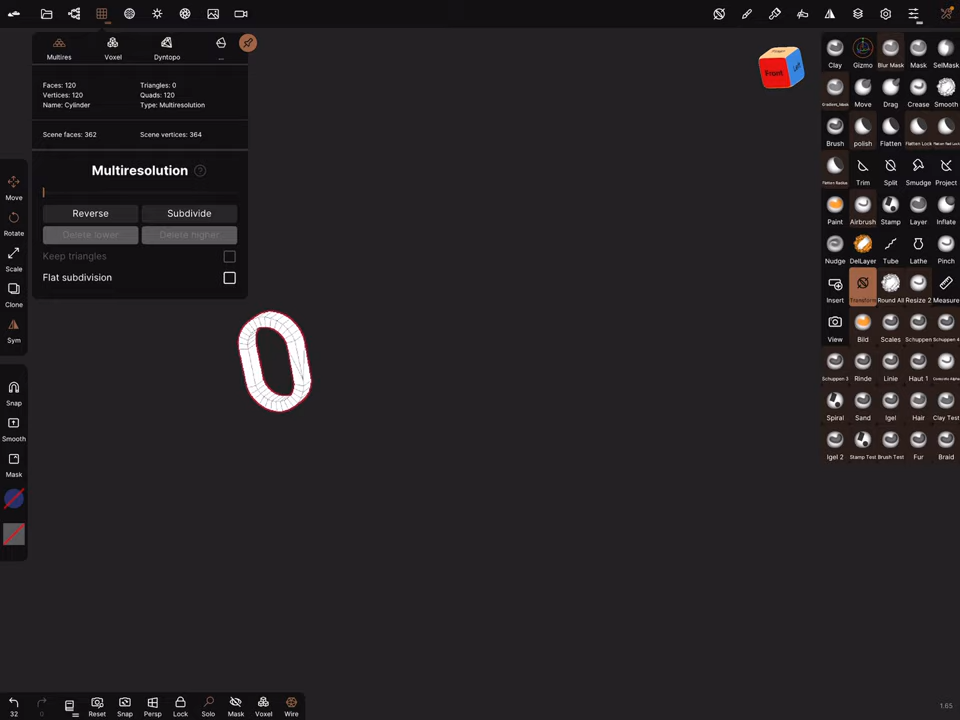 Multires Voxel Dyntopo ...
Faces: 120 Triangles: 0
Vertices: 120 Quads: 120
Name: Cylinder Type: Multiresolution
Scene faces: 362 Scene vertices: 364
Multiresolution ?
Reverse Subdivide
Delete lower Delete higher
Keep triangles
Flat subdivision
Move
Rotate
Scale
Clone
Sym
Snap
Smooth
Mask
Front Left
Clay Gizmo Blur Mask Mask SelMask
Gradient_Mask Move Drag Crease Smooth
Brush polish Flatten Flatten Lock
Trim Split Smudge Project
Paint Airbrush Stamp Layer Inflate
Nudge DelLayer Tube Lathe Pinch
Insert Transform Round All Resize 2 Measure
View Bild Scales Schuppen Schuppen 4
Schuppen 3 Rinde Linie Haut 1
Spiral Sand Igel Hair Clay Test
Igel 2 Stamp Test Brush Test Fur Braid
32 0 Reset Snap Persp Lock Solo Mask Voxel Wire
1.65